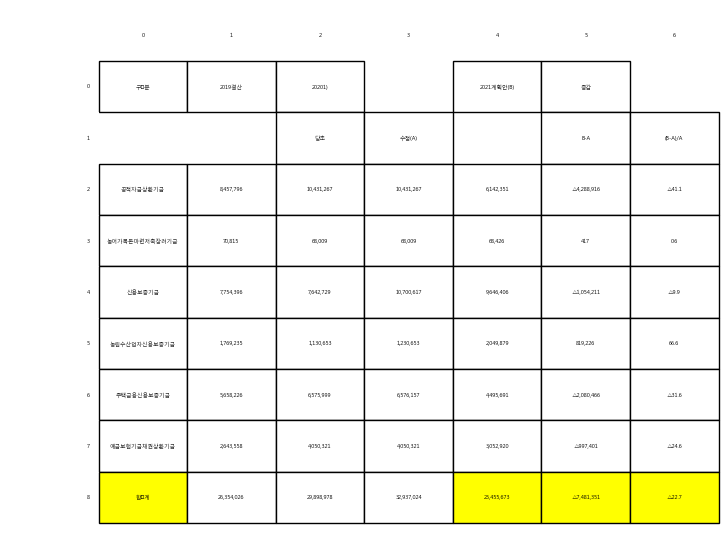 0 1 2 3 4 5 6
0 구분 2019결산 20201) 2021계획안(B) 증감
1 당초 수정(A) B-A (B-A)/A
2 공적자금상환기금 8,457,796 10,431,267 10,431,267 6,142,351 △4,288,916 △41.1
3 농어가목돈마련저축장려기금 70,815 66,009 66,009 66,426 417 0.6
4 신용보증기금 7,754,396 7,642,729 10,700,617 9,646,406 △1,054,211 △9.9
5 농림수산업자신용보증기금 1,769,235 1,130,653 1,230,653 2,049,879 819,226 66.6
6 주택금융신용보증기금 5,658,226 6,575,999 6,576,157 4,495,691 △2,080,466 △31.6
7 예금보험기금채권상환기금 2,643,558 4,050,321 4,050,321 3,052,920 △997,401 △24.6
8 합계 26,354,026 29,898,978 32,937,024 25,455,673 △7,481,351 △22.7